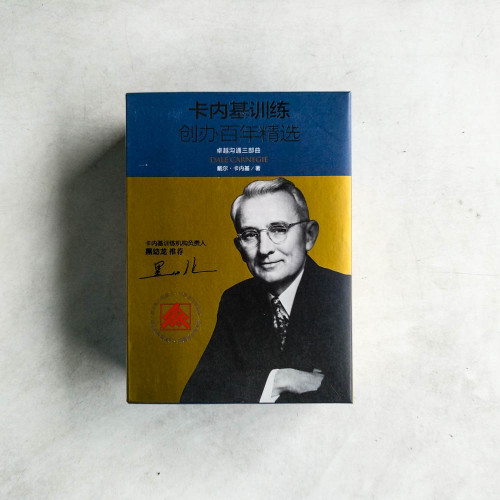 卡内基训练
创办百年精选
卓越沟通三部曲
DALE CARNEGIE
戴尔·卡内基/著
卡内基训练机构负责人
黑幼龙 推荐